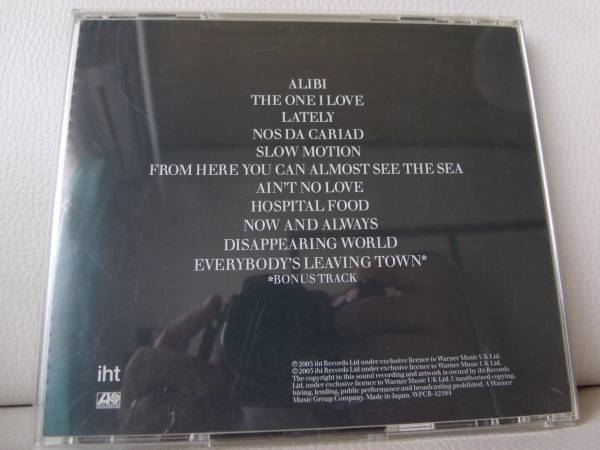 ALIBI
THE ONE I LOVE
LATELY
NOS DA CARIAD
SLOW MOTION
FROM HERE YOU CAN ALMOST SEE THE SEA
AIN'T NO LOVE
HOSPITAL FOOD
NOW AND ALWAYS
DISAPPEARING WORLD
EVERYBODY'S LEAVING TOWN*
*BONUS TRACK
iht
℗2005 iht Records Ltd under exclusive licence to Warner Music UK Ltd.
©2005 iht Records Ltd under exclusive licence to Warner Music UK Ltd.
The copyright in this sound recording and artwork is owned by iht Records
Ltd. under exclusive licence to Warner Music UK Ltd. Unauthorised copying,
hiring, lending, public performance and broadcasting prohibited. A Warner
Music Group Company. Made in Japan. WPCR-12184